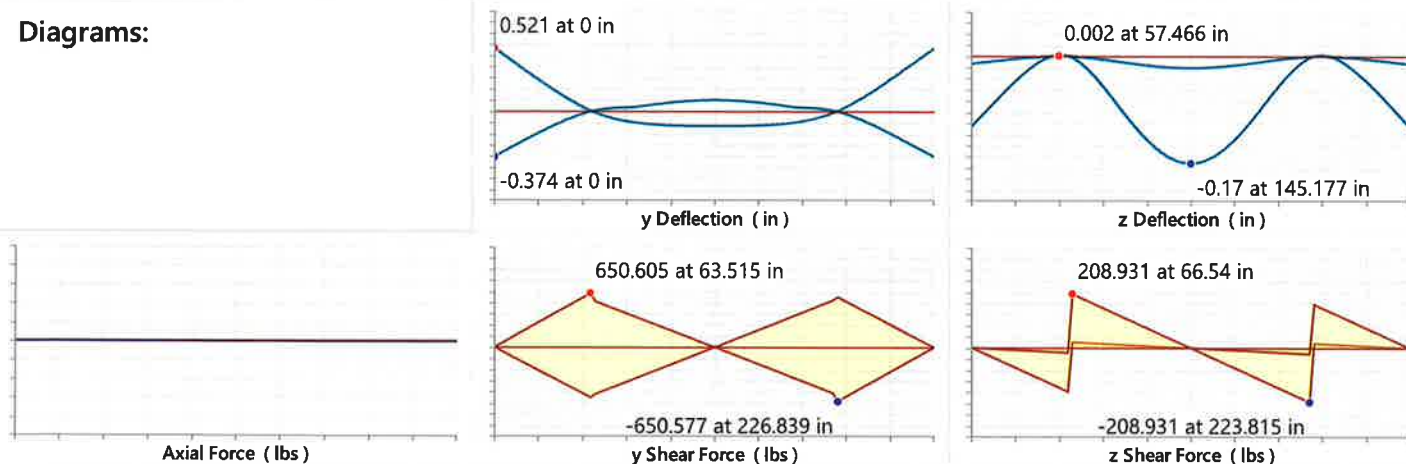 Diagrams:
0.521 at 0 in
-0.374 at 0 in
y Deflection ( in )
0.002 at 57.466 in
-0.17 at 145.177 in
z Deflection ( in )
Axial Force ( lbs )
650.605 at 63.515 in
-650.577 at 226.839 in
y Shear Force ( lbs )
208.931 at 66.54 in
-208.931 at 223.815 in
z Shear Force ( lbs )